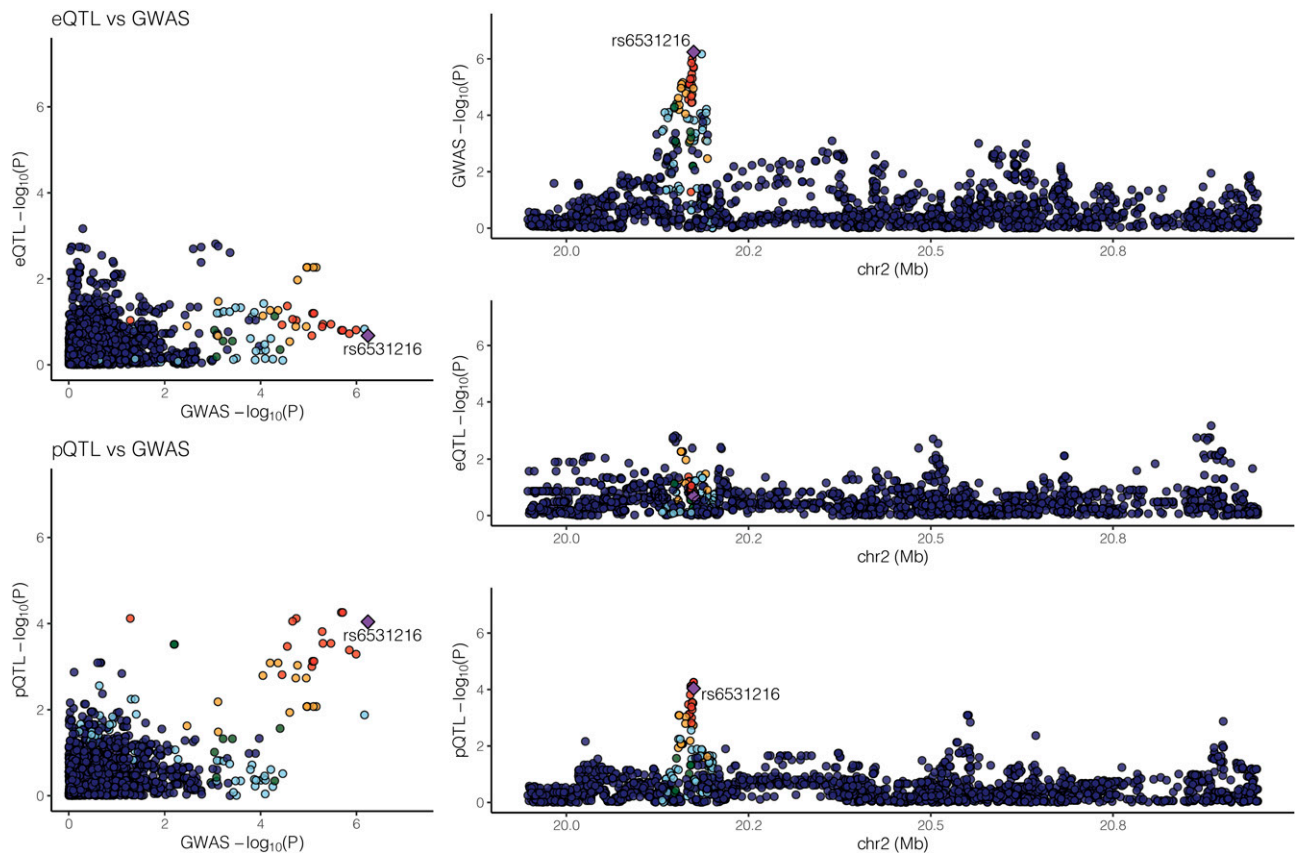 eQTL vs GWAS
6
4
2
0
eQTL −log10(P)
rs6531216
0 2 4 6
GWAS −log10(P)
pQTL vs GWAS
6
4
2
0
pQTL −log10(P)
rs6531216
0 2 4 6
GWAS −log10(P)
rs6531216
6
4
2
0
GWAS −log10(P)
20.0 20.2 20.5 20.8
chr2 (Mb)
6
4
2
0
eQTL −log10(P)
20.0 20.2 20.5 20.8
chr2 (Mb)
6
4
2
0
pQTL −log10(P)
rs6531216
20.0 20.2 20.5 20.8
chr2 (Mb)